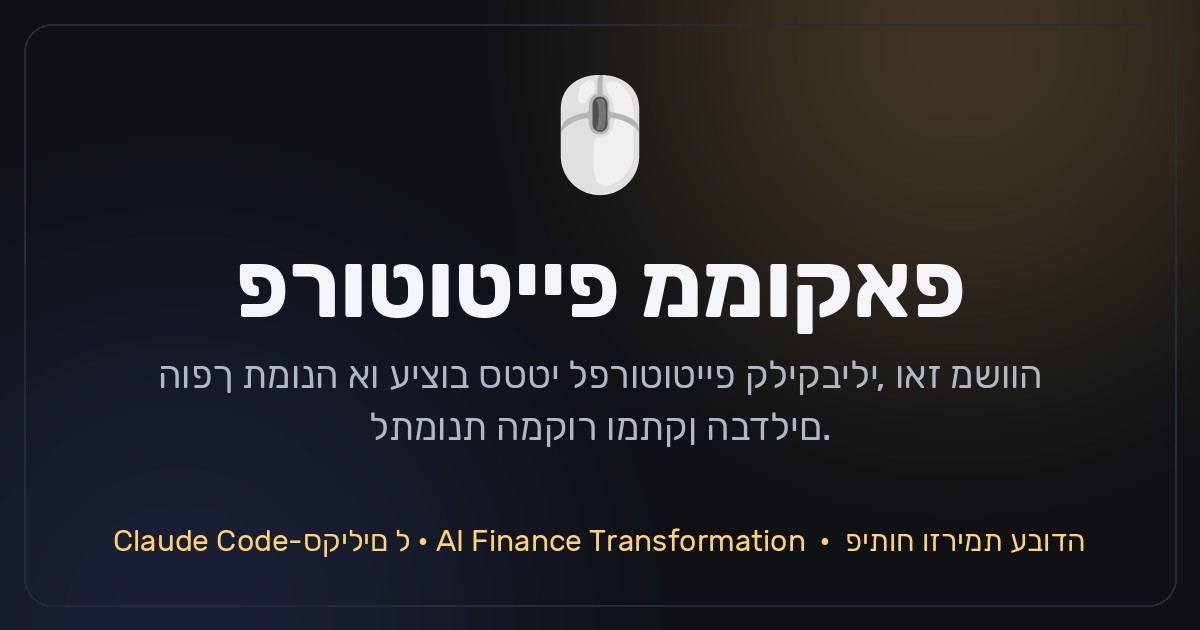 פרוטוטייפ ממוקאפ
הופך תמונה או עיצוב סטטי לפרוטוטייפ קליקבילי, ואז משווה
לתמונת המקור ומתקן הבדלים.
סקילים ל-Claude Code • AI Finance Transformation • פיתוח וזרימת עבודה